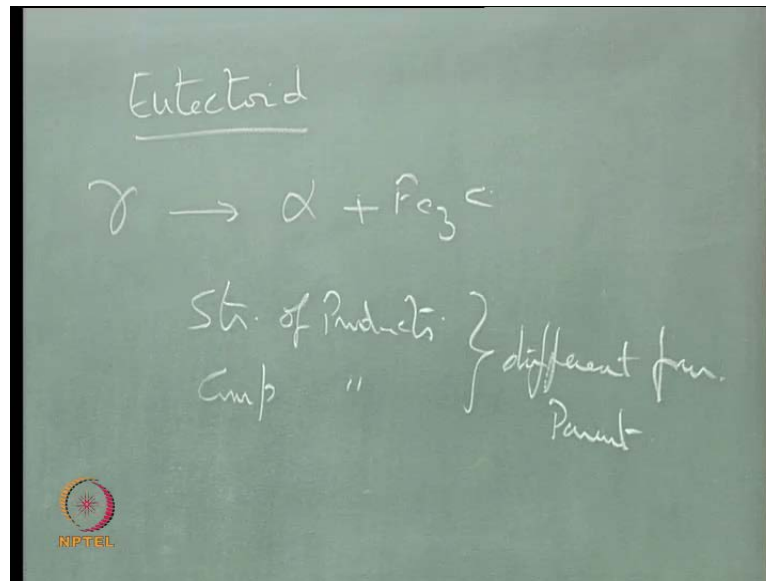 Eutectoid
γ → α + Fe3C
Str. of Products
Comp "
} different from
Parent
NPTEL